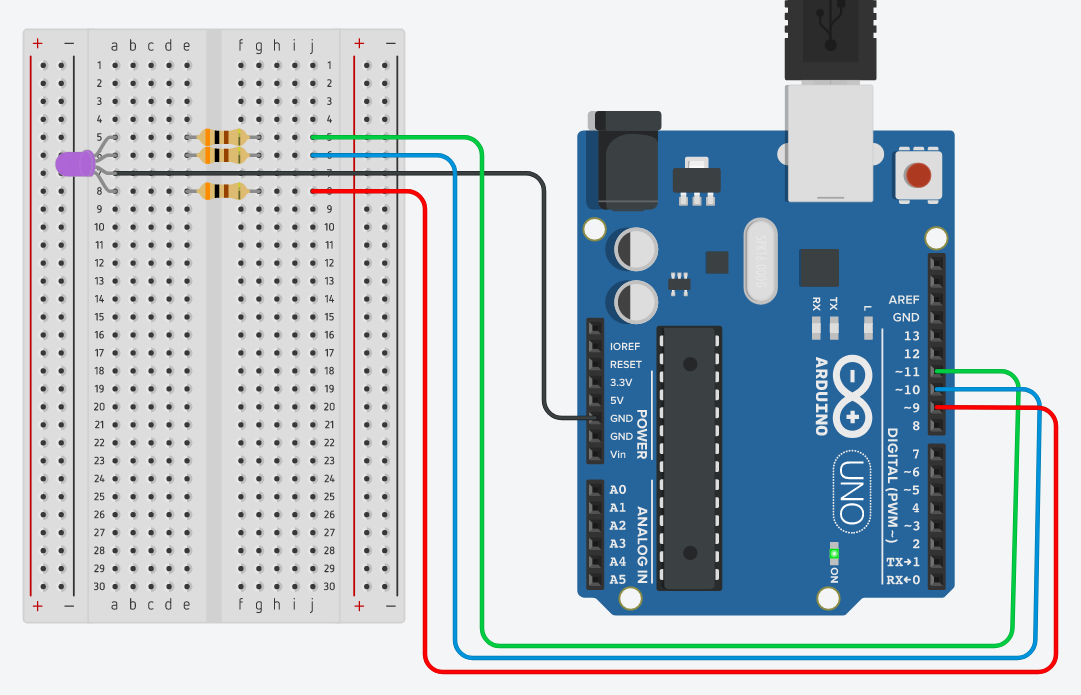 + − a b c d e f g h i j + −
1 1
2 2
3 3
4 4
5 5
6 6
7 7
8 8
9 9
10 10
11 11
12 12
13 13
14 14
15 15
16 16
17 17
18 18
19 19
20 20
21 21
22 22
23 23
24 24
25 25
26 26
27 27
28 28
29 29
30 30
+ − a b c d e f g h i j + −
IOREF
RESET
3.3V
5V
GND
GND
Vin
POWER
A0
A1
A2
A3
A4
A5
ANALOG IN
RX
TX
L
ARDUINO
UNO
ON
AREF
GND
13
12
~11
~10
~9
8
7
~6
~5
4
~3
2
TX→1
RX←0
DIGITAL (PWM ~)